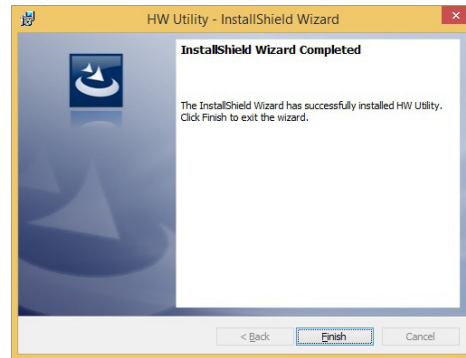 HW Utility - InstallShield Wizard
InstallShield Wizard Completed
The InstallShield Wizard has successfully installed HW Utility.
Click Finish to exit the wizard.
< Back
Finish
Cancel